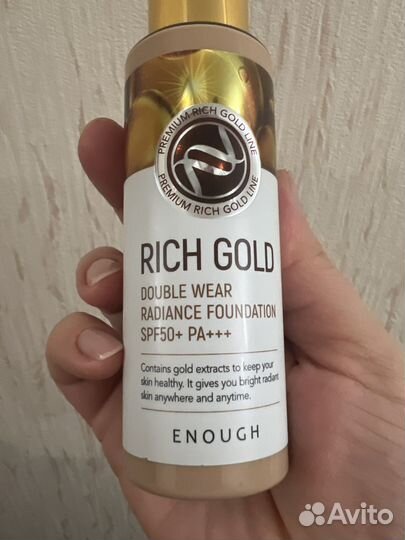 PREMIUM RICH GOLD LINE
PREMIUM RICH GOLD LINE
RICH GOLD
DOUBLE WEAR
RADIANCE FOUNDATION
SPF50+ PA+++
Contains gold extracts to keep your
skin healthy. It gives you bright radiant
skin anywhere and anytime.
ENOUGH
Avito